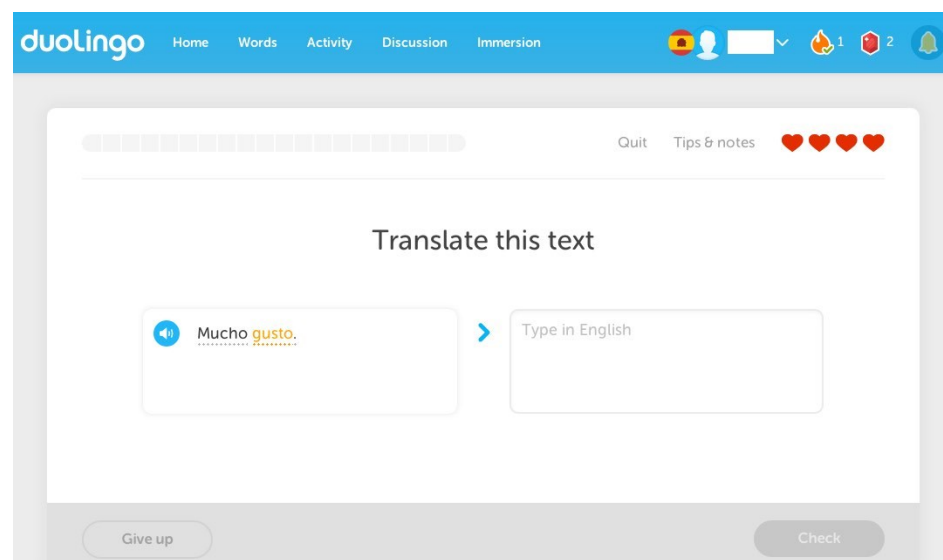 duolingo Home Words Activity Discussion Immersion 1 2
Quit Tips & notes
Translate this text
Mucho gusto.
Type in English
Give up Check